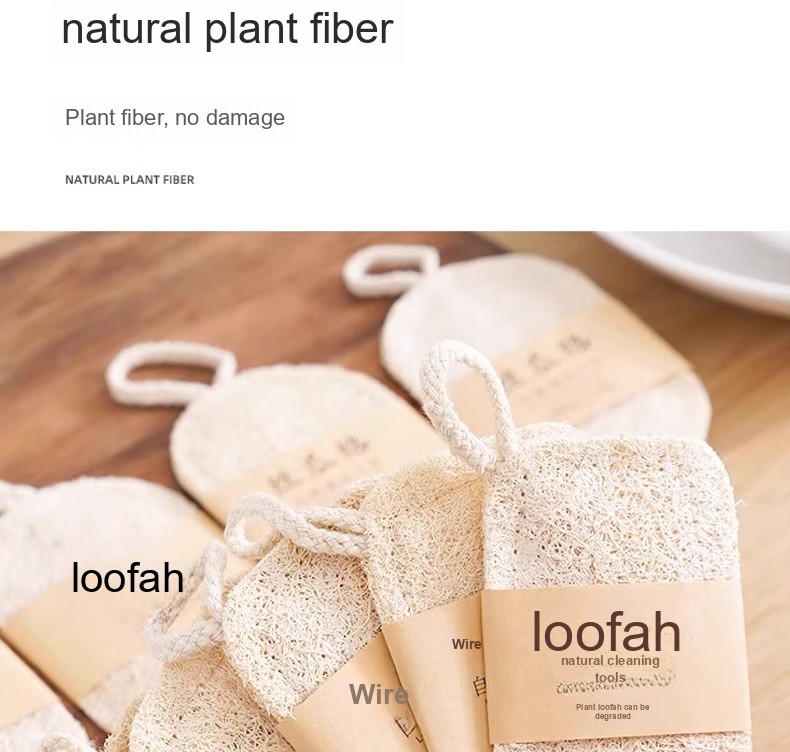 natural plant fiber
Plant fiber, no damage
NATURAL PLANT FIBER
丝瓜络
丝瓜络
loofah
loofah
Wire
natural cleaning
tools
Wire
自
Plant loofah can be
degraded